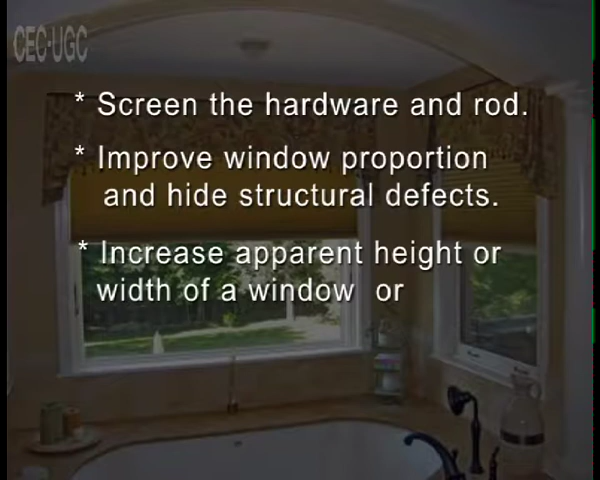 CEC-UGC
* Screen the hardware and rod.
* Improve window proportion
and hide structural defects.
* Increase apparent height or
width of a window or